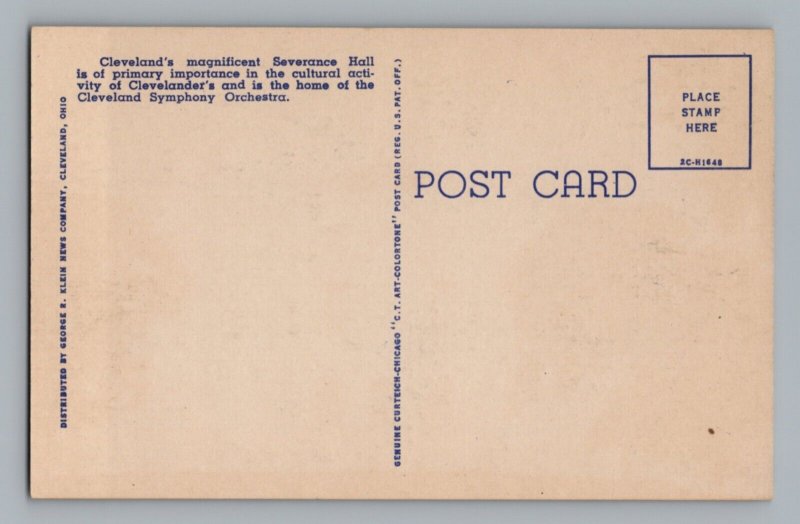 Cleveland's magnificent Severance Hall
is of primary importance in the cultural acti-
vity of Clevelander's and is the home of the
Cleveland Symphony Orchestra.
DISTRIBUTED BY GEORGE R. KLEIN NEWS COMPANY, CLEVELAND, OHIO
GENUINE CURTEICH-CHICAGO "C.T. ART-COLORTONE" POST CARD (REG. U.S. PAT. OFF.)
POST CARD
PLACE
STAMP
HERE
2C-H1648